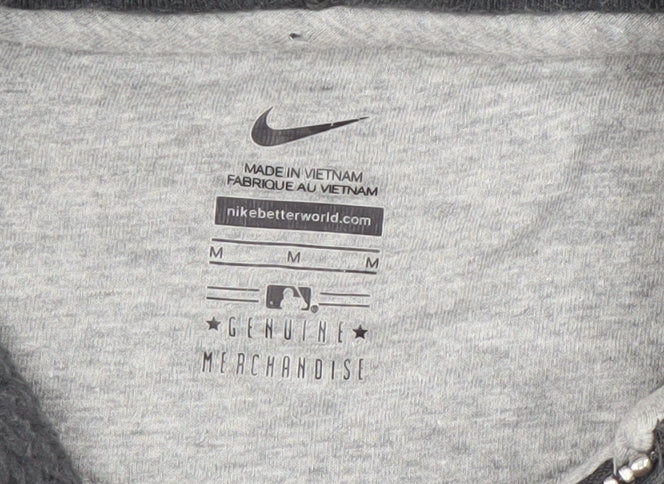 MADE IN VIETNAM
FABRIQUE AU VIETNAM
nikebetterworld.com
M M M
GENUINE
MERCHANDISE